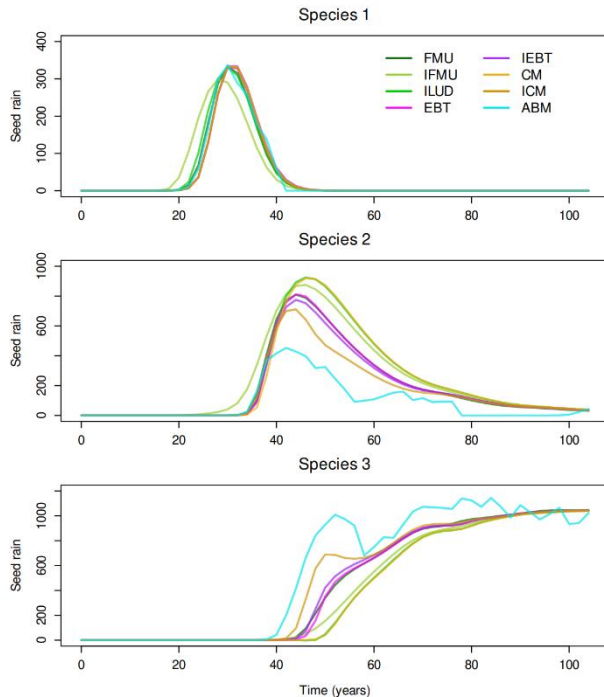 Species 1
Seed rain
0 100 200 300 400
FMU IEBT
IFMU CM
ILUD ICM
EBT ABM
0 20 40 60 80 100
Species 2
Seed rain
0 200 600 1000
0 20 40 60 80 100
Species 3
Seed rain
0 200 600 1000
0 20 40 60 80 100
Time (years)